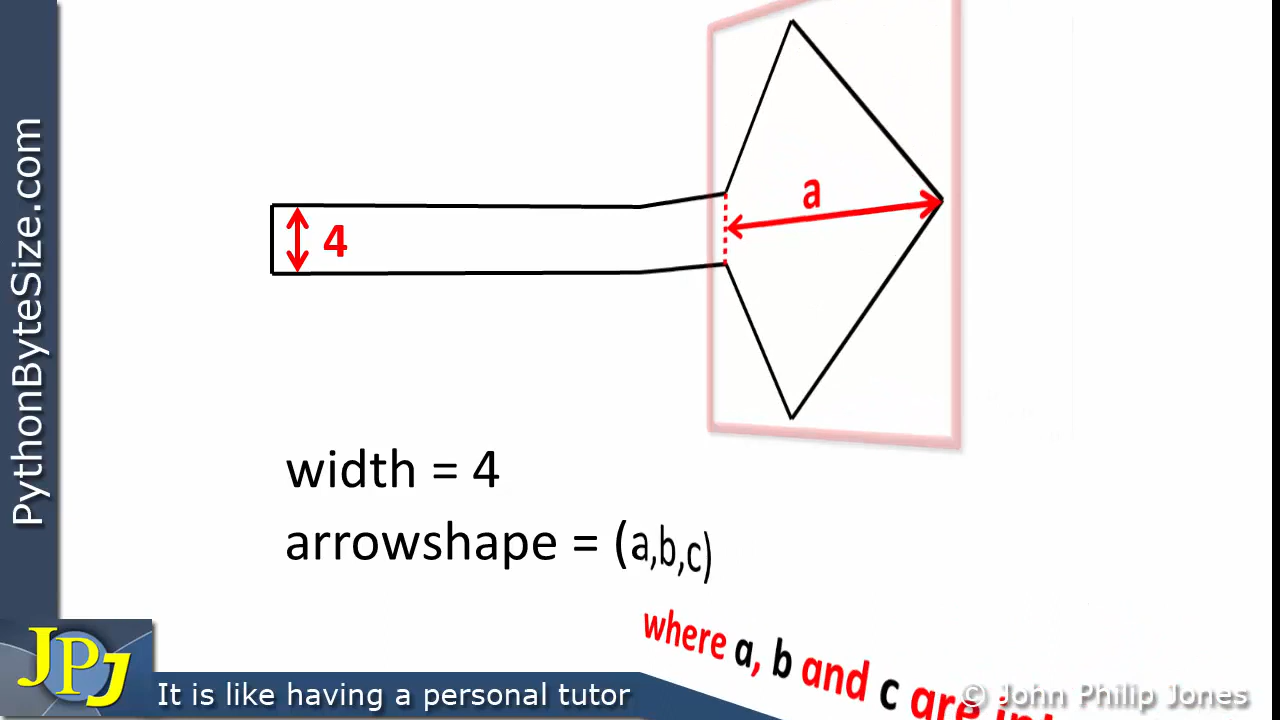 PythonByteSize.com
a
4
width = 4
arrowshape = (a,b,c)
where a, b and c are
JPJ
It is like having a personal tutor
© John Philip Jones